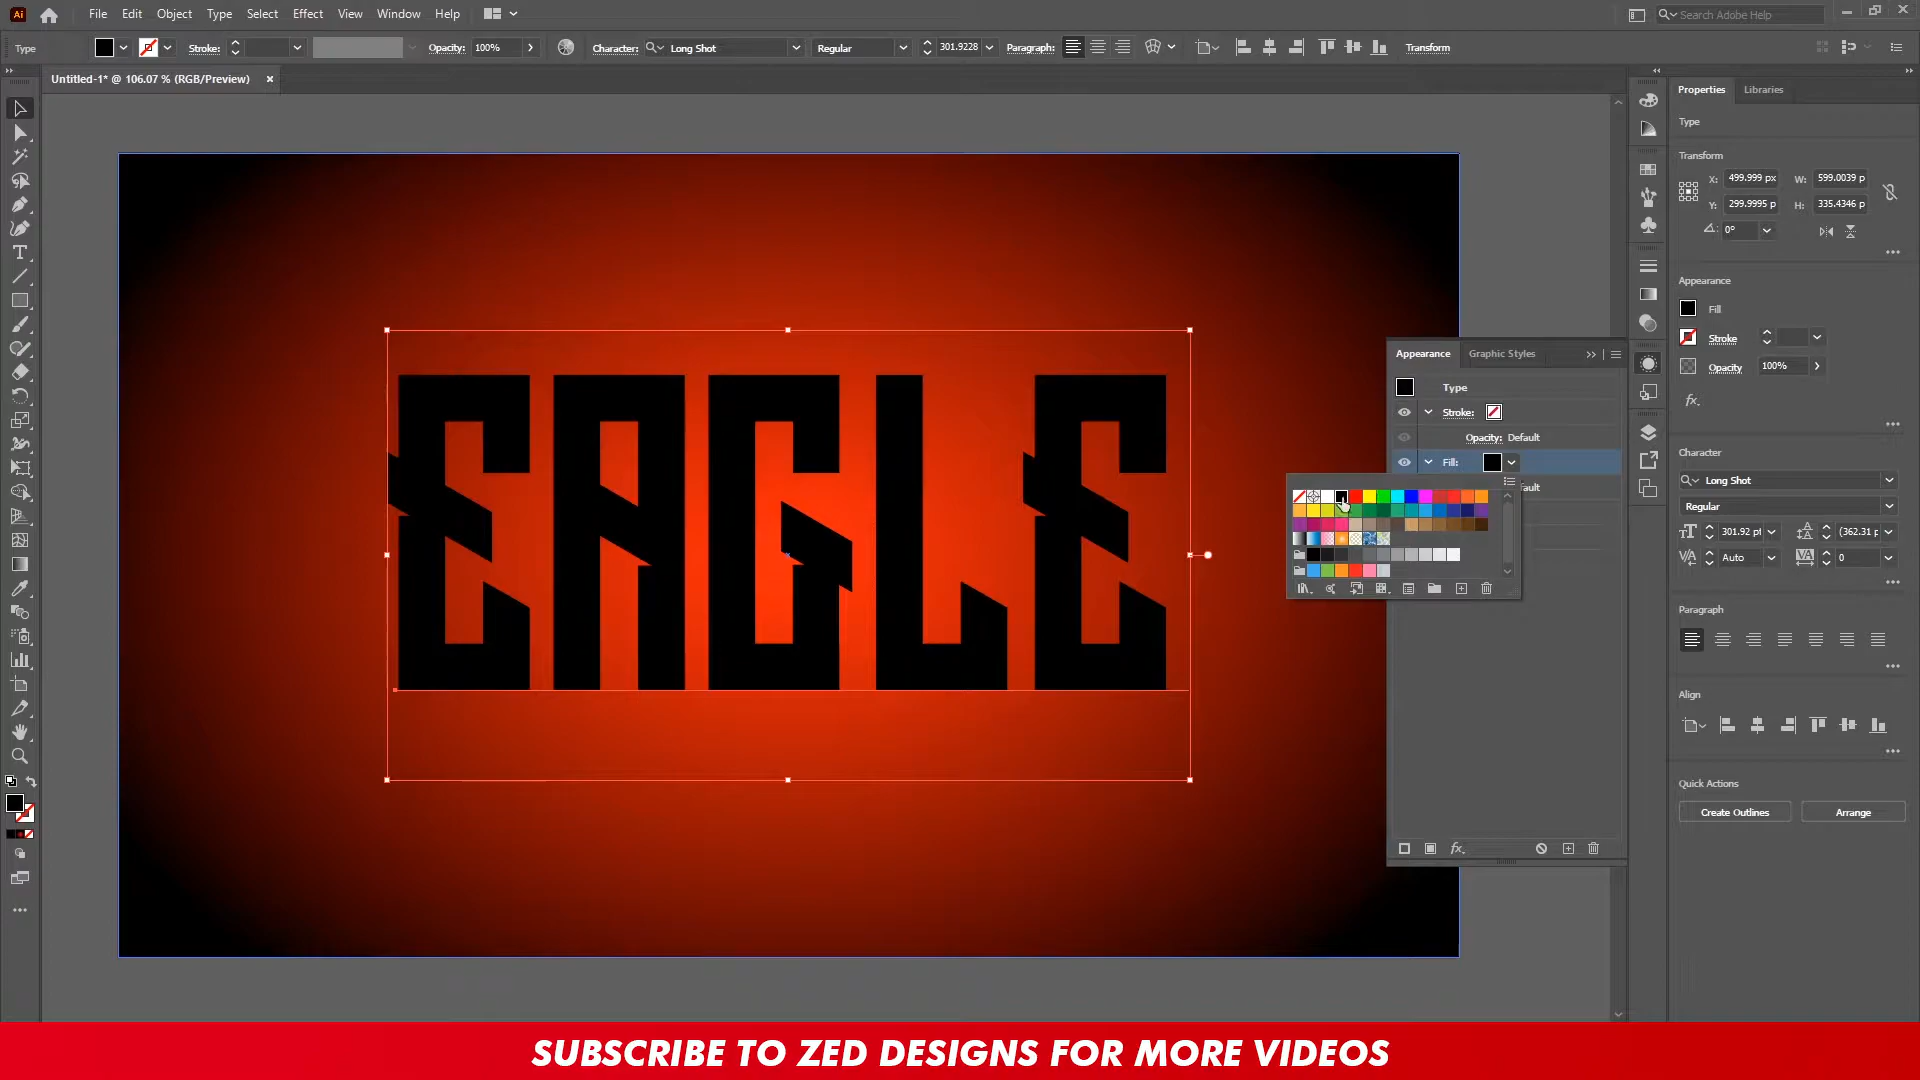 Ai File Edit Object Type Select Effect View Window Help Search Adobe Help
Type Stroke: Opacity: 100% Character: Long Shot Regular 301.9228 Paragraph: Transform
Untitled-1* @ 106.07 % (RGB/Preview) ×
Properties Libraries
Type
Transform
X: 499.999 px W: 599.0039 p
Y: 299.9995 p H: 335.4346 p
0°
Appearance
Fill
Stroke
Opacity 100%
fx.
Character
Long Shot
Regular
301.92 pt (362.31 p
Auto 0
Paragraph
Align
Quick Actions
Create Outlines Arrange
Appearance Graphic Styles
Type
Stroke:
Opacity: Default
Fill:
fault
fx.
EAGLE
SUBSCRIBE TO ZED DESIGNS FOR MORE VIDEOS